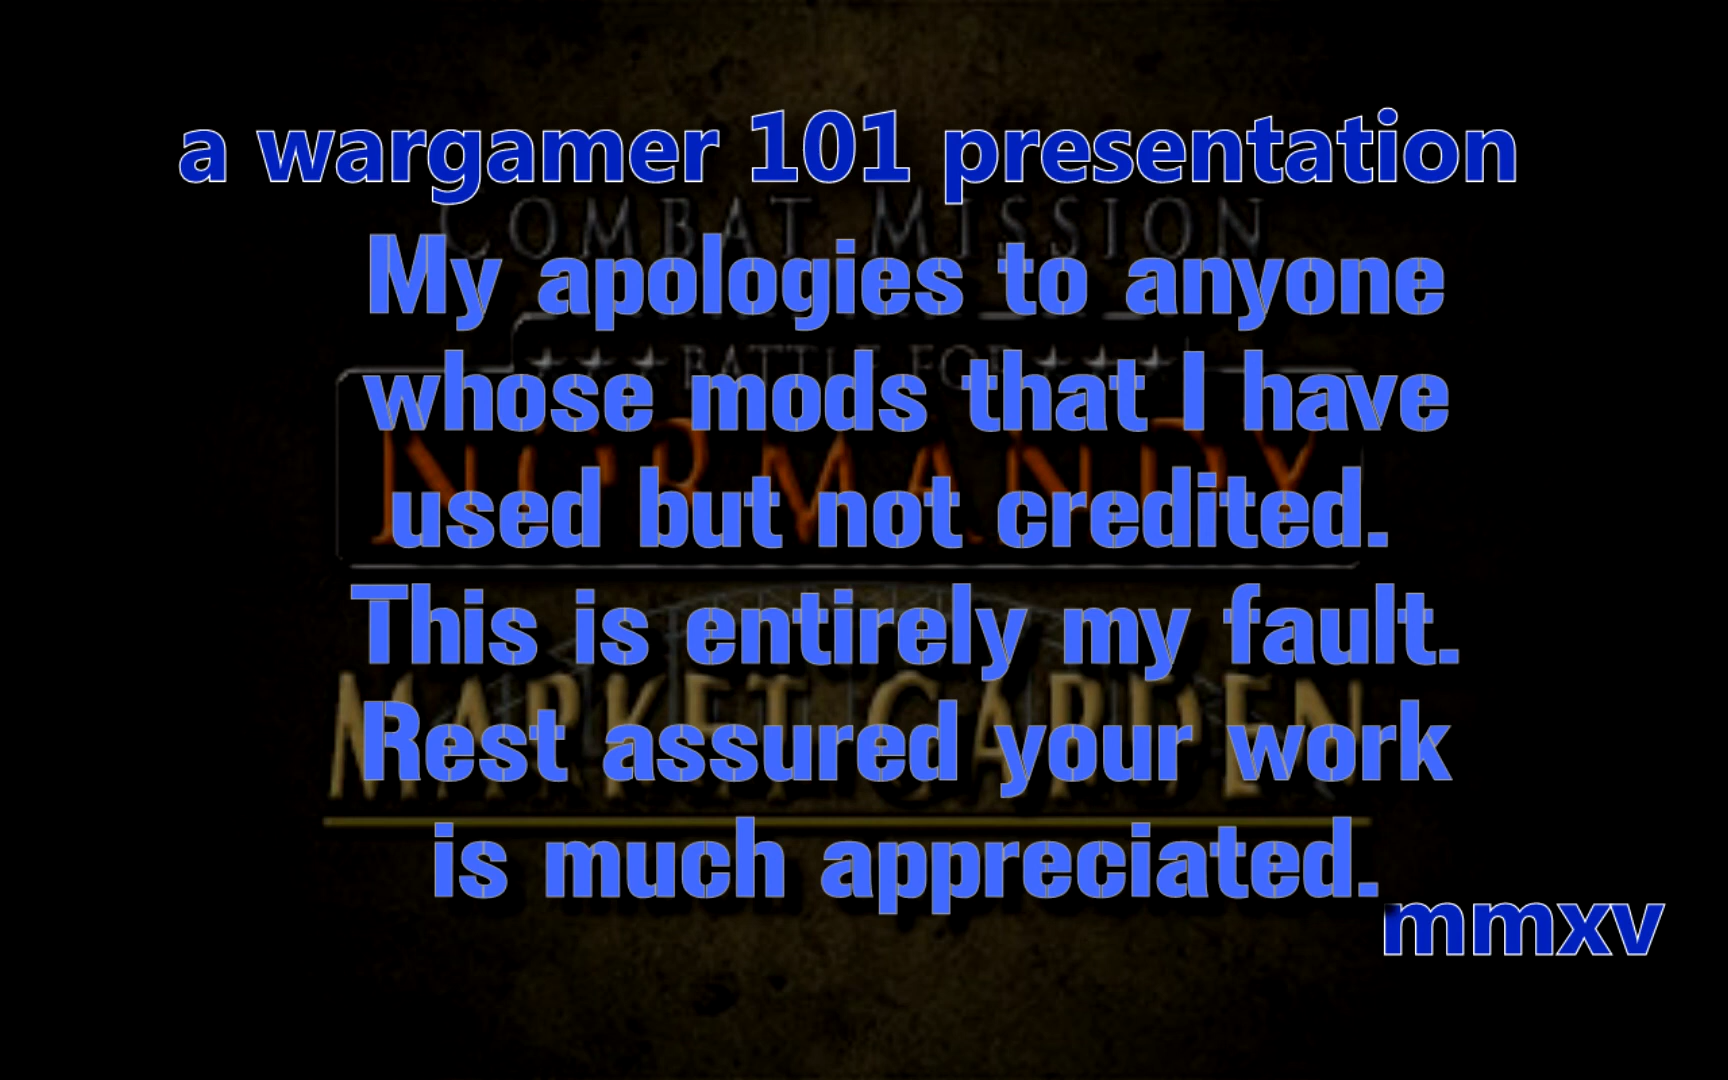 a wargamer 101 presentation
COMBAT MISSION
My apologies to anyone
BATTLE FOR
whose mods that I have
NORMANDY
used but not credited.
This is entirely my fault.
MARKET GARDEN
Rest assured your work
is much appreciated.
mmxv